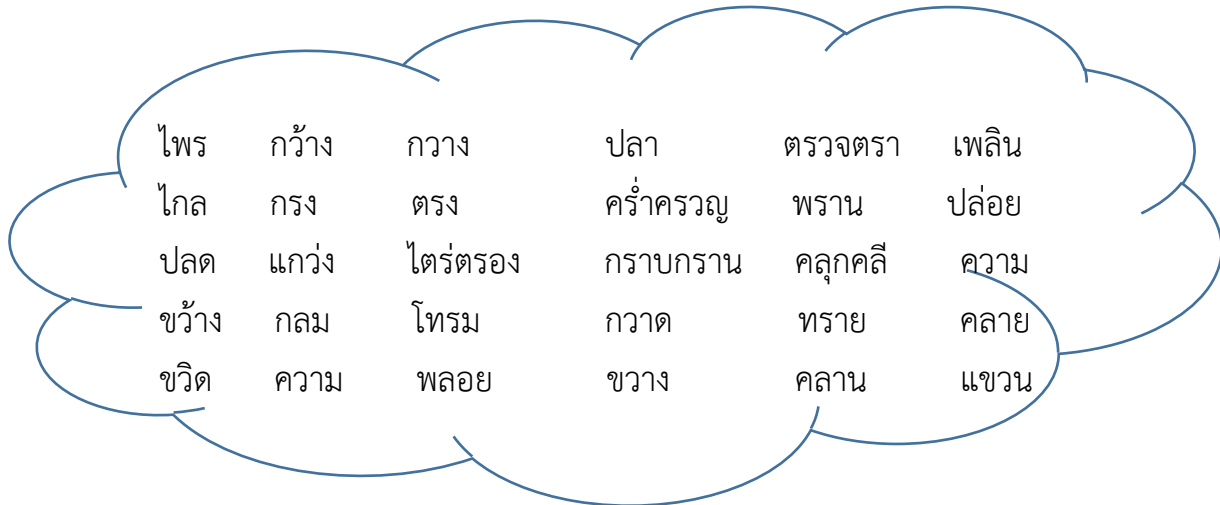 ไพร กว้าง กวาง ปลา ตรวจตรา เพลิน
ไกล กรง ตรง คร่ำครวญ พราน ปล่อย
ปลด แกว่ง ไตร่ตรอง กราบกราน คลุกคลี ความ
ขว้าง กลม โทรม กวาด ทราย คลาย
ขวิด ความ พลอย ขวาง คลาน แขวน